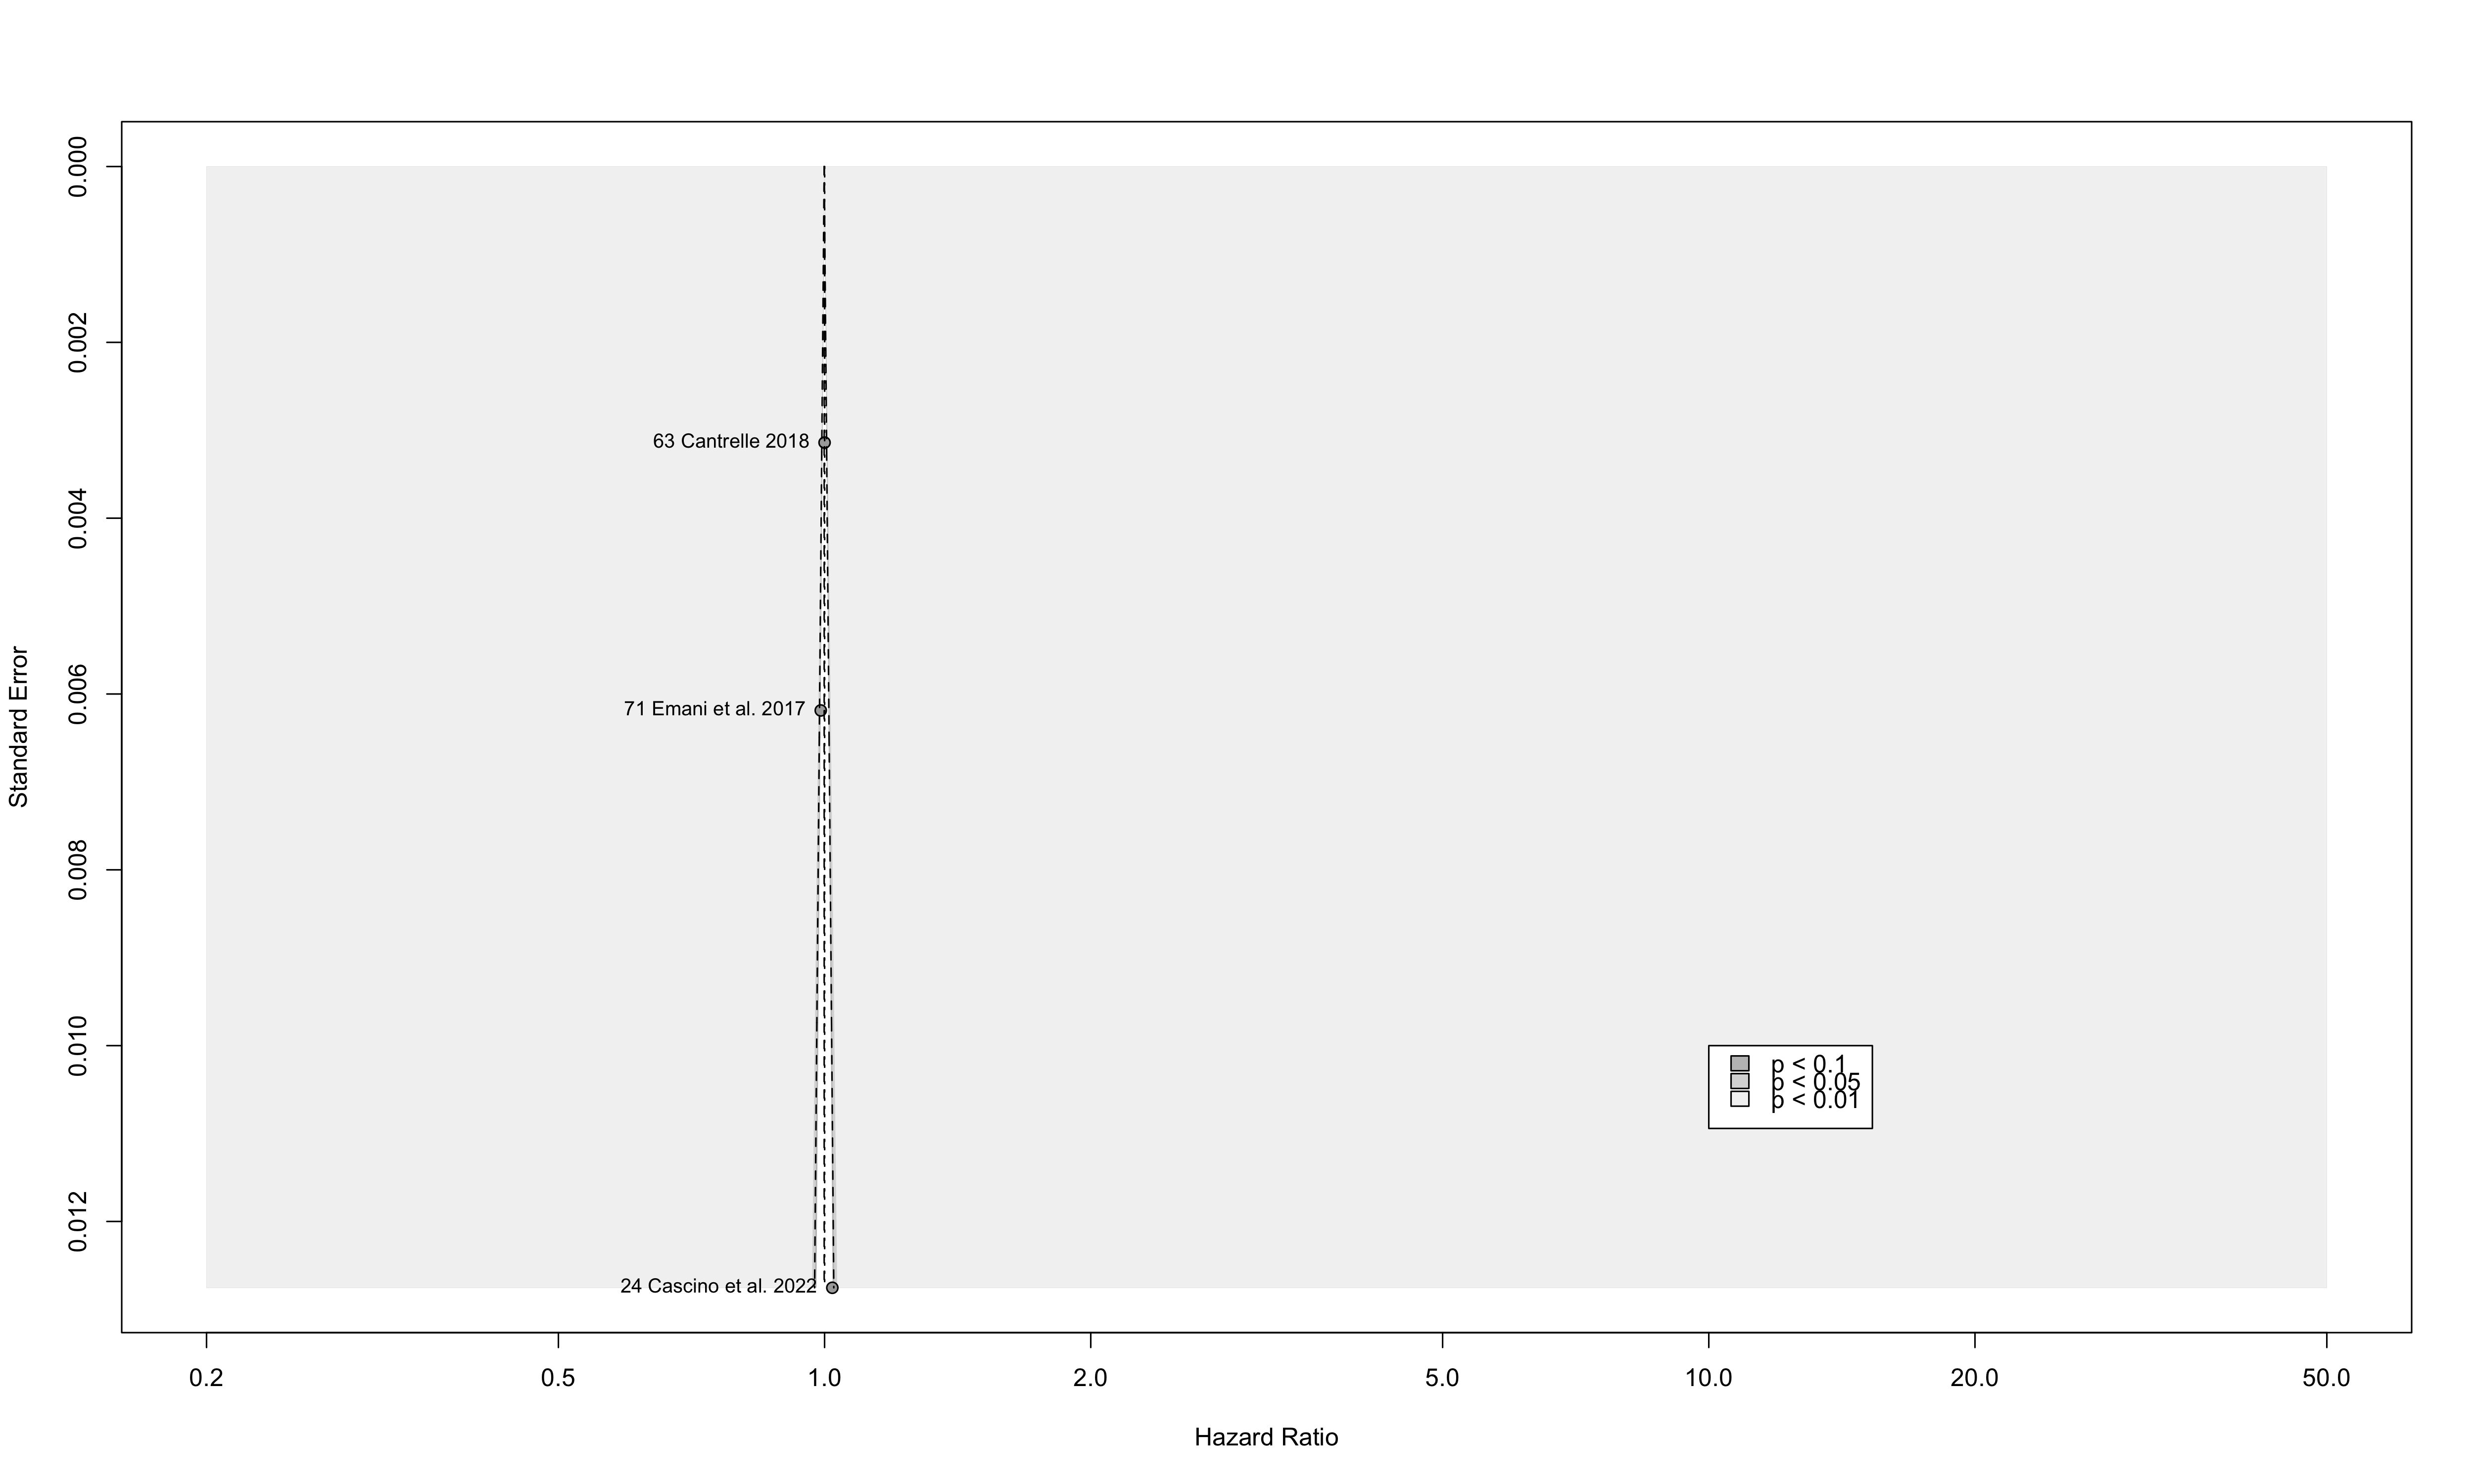 0.000
0.002
0.004
0.006
0.008
0.010
0.012
Standard Error
63 Cantrelle 2018
71 Emani et al. 2017
24 Cascino et al. 2022
p < 0.1
p < 0.05
p < 0.01
0.2 0.5 1.0 2.0 5.0 10.0 20.0 50.0
Hazard Ratio